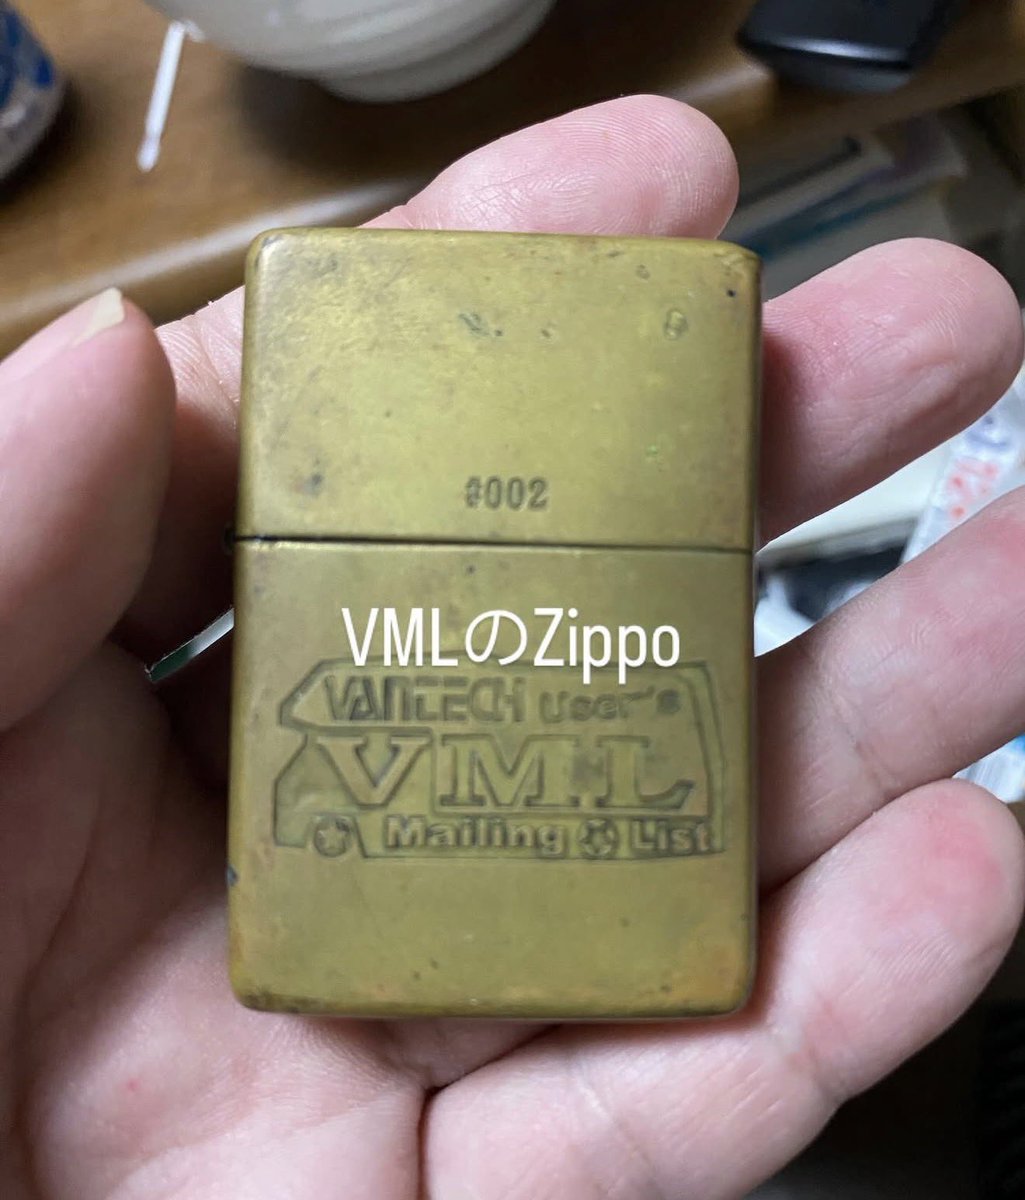 #002
VMLのZippo
VANTECH User's
VML
Mailing List